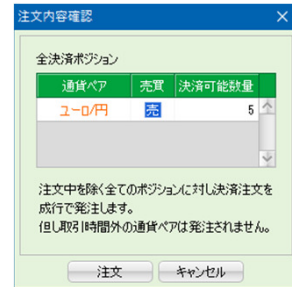 注文内容確認
全決済ポジション
通貨ペア 売買 決済可能数量
ユーロ/円 売 5
注文中を除く全てのポジションに対し決済注文を
成行で発注します。
但し取引時間外の通貨ペアは発注されません。
注文 キャンセル